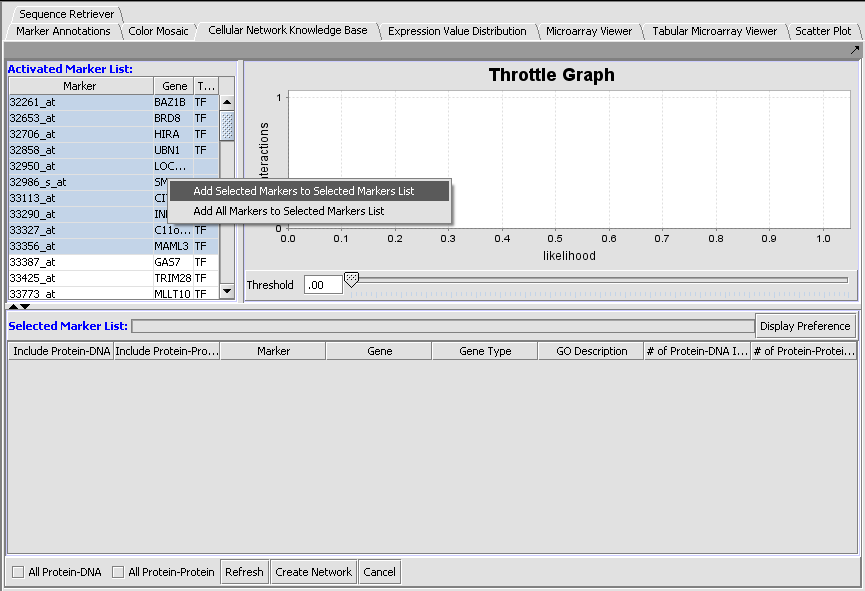 Sequence Retriever
Marker Annotations Color Mosaic Cellular Network Knowledge Base Expression Value Distribution Microarray Viewer Tabular Microarray Viewer Scatter Plot
Activated Marker List:
Marker Gene T...
32261_at BAZ1B TF
32653_at BRD8 TF
32706_at HIRA TF
32858_at UBN1 TF
32950_at LOC...
32986_s_at SM
33113_at CI
33290_at IN
33327_at C11o... TF
33356_at MAML3 TF
33387_at GAS7 TF
33425_at TRIM28 TF
33773_at MLLT10 TF
Add Selected Markers to Selected Markers List
Add All Markers to Selected Markers List
Throttle Graph
1
0
nteractions
0.0 0.1 0.2 0.3 0.4 0.5 0.6 0.7 0.8 0.9 1.0
likelihood
Threshold .00
Selected Marker List: Display Preference
Include Protein-DNA Include Protein-Pro... Marker Gene Gene Type GO Description # of Protein-DNA I... # of Protein-Protei...
All Protein-DNA All Protein-Protein Refresh Create Network Cancel